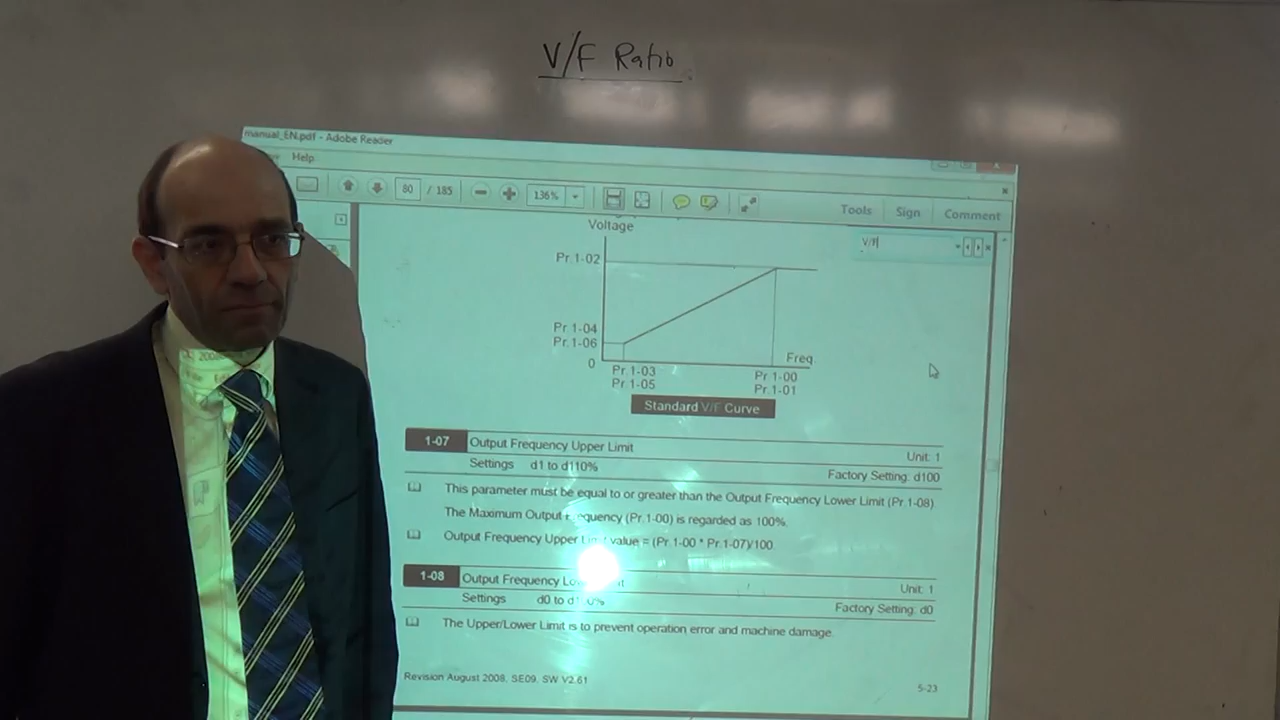 V/F Ratio
manual_EN.pdf - Adobe Reader
Help
80 / 185
136%
Tools Sign Comment
V/F
Voltage
Pr.1-02
Pr.1-04
Pr.1-06
0
Freq.
Pr.1-03
Pr.1-05
Pr.1-00
Pr.1-01
Standard V/F Curve
1-07 Output Frequency Upper Limit
Unit: 1
Settings d1 to d110%
Factory Setting: d100
This parameter must be equal to or greater than the Output Frequency Lower Limit (Pr.1-08).
The Maximum Output Frequency (Pr.1-00) is regarded as 100%.
Output Frequency Upper Limit value = (Pr.1-00 * Pr.1-07)/100.
1-08 Output Frequency
Unit: 1
Settings d0 to
Factory Setting: d0
The Upper/Lower Limit is to prevent operation error and machine damage.
Revision August 2008, SE09, SW V2.61
5-23